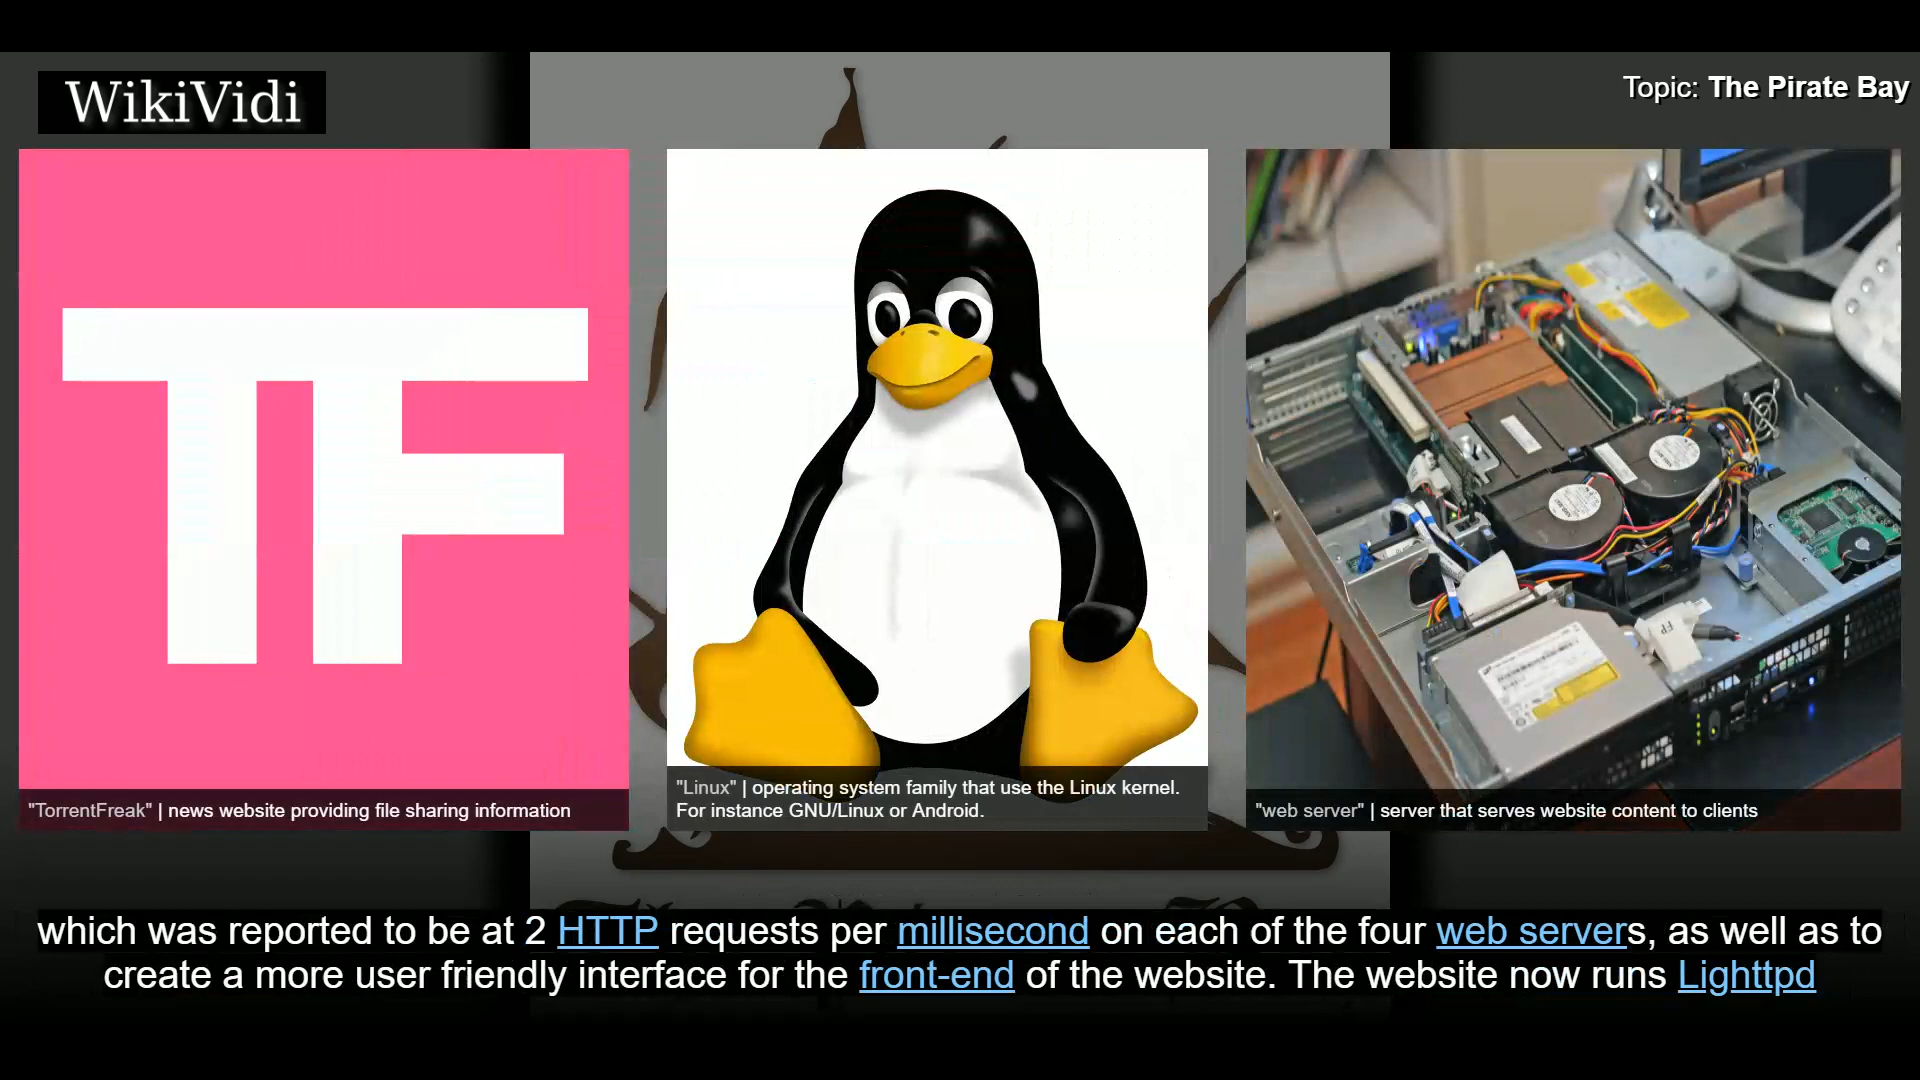 WikiVidi
Topic: The Pirate Bay
TF
"TorrentFreak" | news website providing file sharing information
"Linux" | operating system family that use the Linux kernel.
For instance GNU/Linux or Android.
FP
"web server" | server that serves website content to clients
which was reported to be at 2 HTTP requests per millisecond on each of the four web servers, as well as to
create a more user friendly interface for the front-end of the website. The website now runs Lighttpd